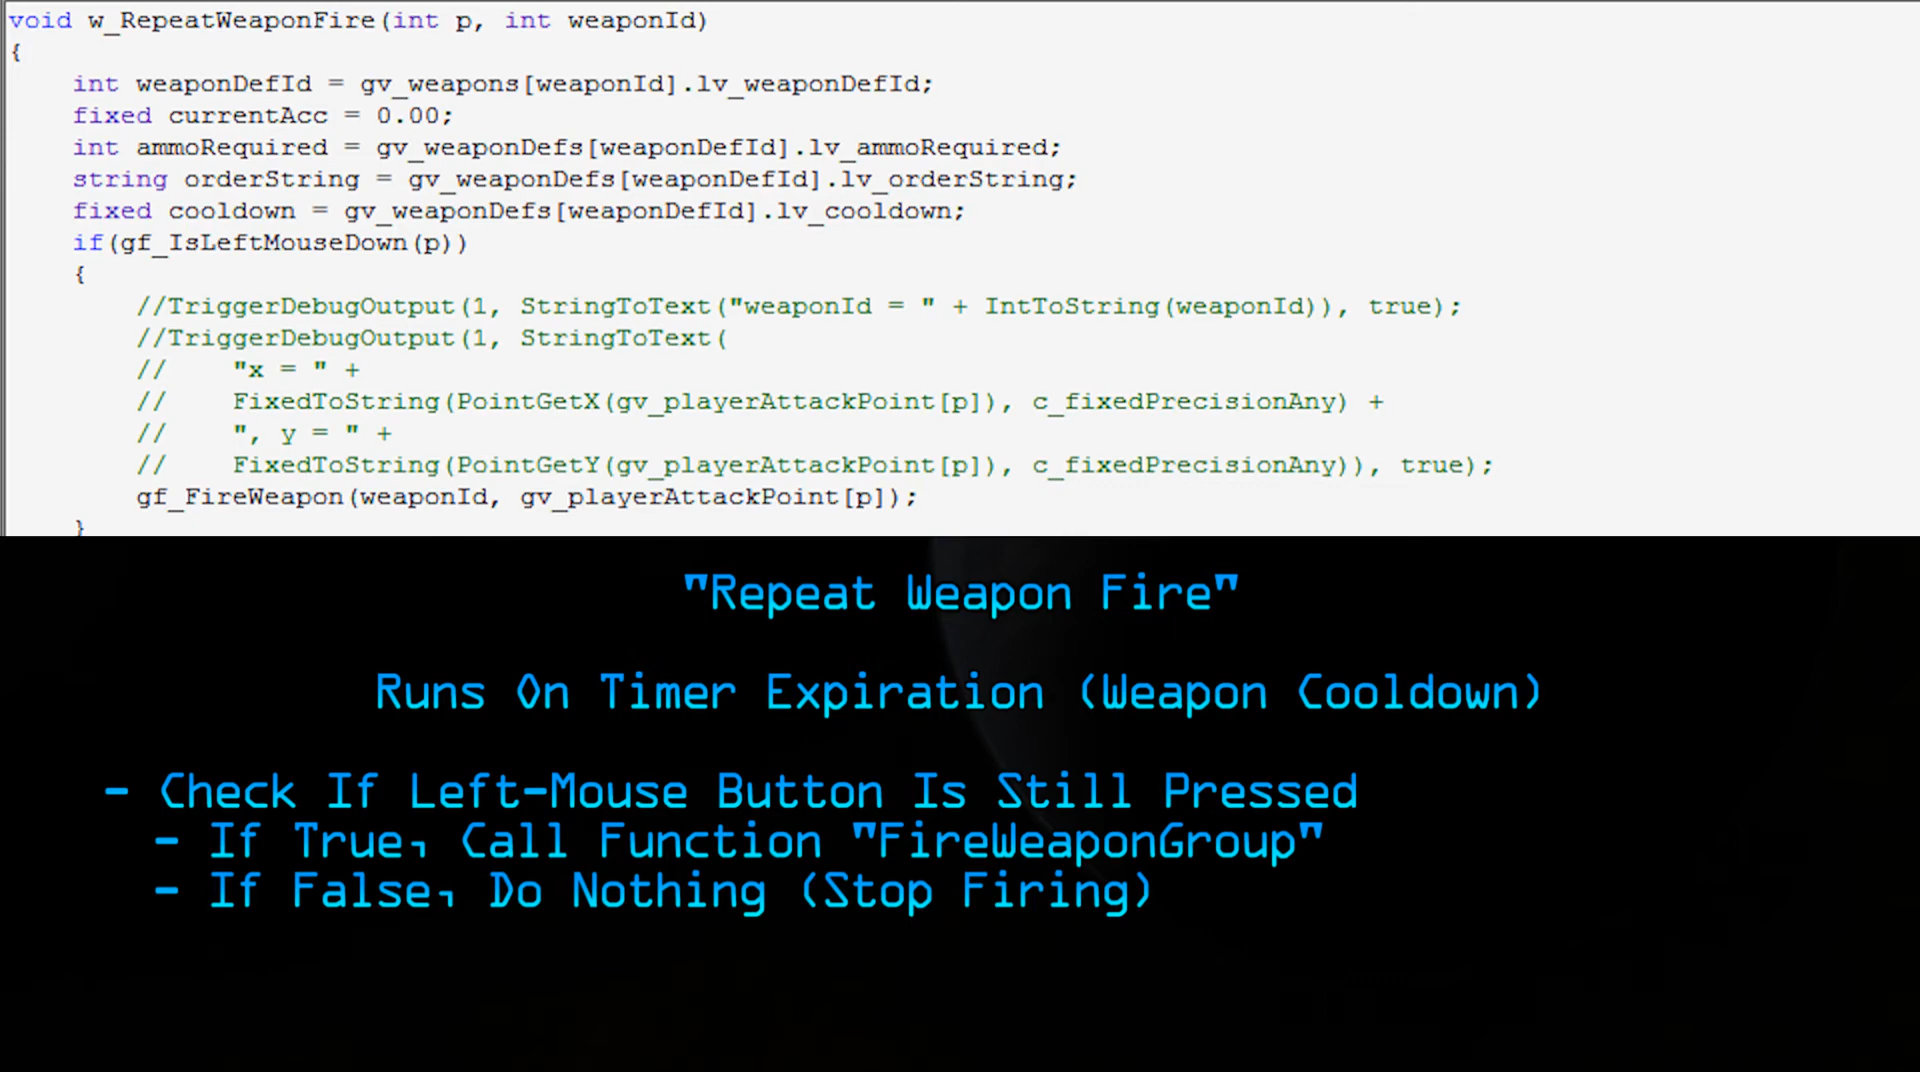 void w_RepeatWeaponFire(int p, int weaponId)
{
    int weaponDefId = gv_weapons[weaponId].lv_weaponDefId;
    fixed currentAcc = 0.00;
    int ammoRequired = gv_weaponDefs[weaponDefId].lv_ammoRequired;
    string orderString = gv_weaponDefs[weaponDefId].lv_orderString;
    fixed cooldown = gv_weaponDefs[weaponDefId].lv_cooldown;
    if(gf_IsLeftMouseDown(p))
    {
        //TriggerDebugOutput(1, StringToText("weaponId = " + IntToString(weaponId)), true);
        //TriggerDebugOutput(1, StringToText(
        //    "x = " +
        //    FixedToString(PointGetX(gv_playerAttackPoint[p]), c_fixedPrecisionAny) +
        //    ", y = " +
        //    FixedToString(PointGetY(gv_playerAttackPoint[p]), c_fixedPrecisionAny)), true);
        gf_FireWeapon(weaponId, gv_playerAttackPoint[p]);
    }
"Repeat Weapon Fire"
Runs On Timer Expiration (Weapon Cooldown)
- Check If Left-Mouse Button Is Still Pressed
- If True, Call Function "FireWeaponGroup"
- If False, Do Nothing (Stop Firing)